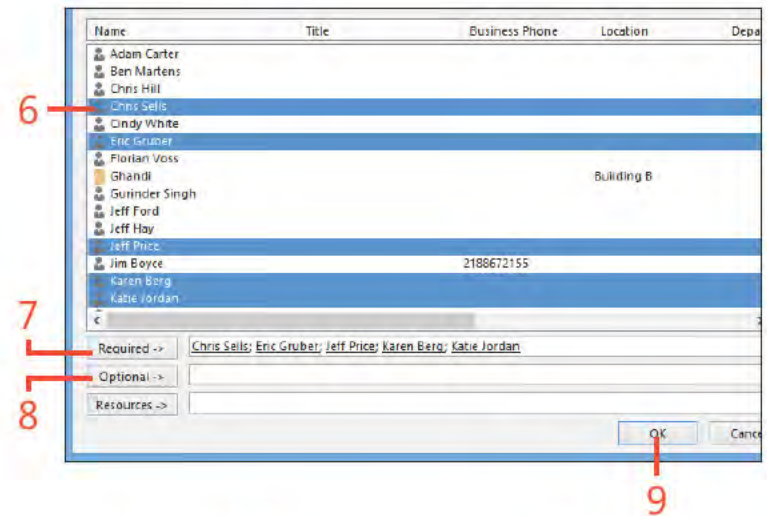 Name Title Business Phone Location Depa
Adam Carter
Ben Martens
Chris Hill
6 Chris Sells
Cindy White
Eric Gruber
Florian Voss
Ghandi Building B
Gurinder Singh
Jeff Ford
Jeff Hay
Jeff Price
Jim Boyce 2188672155
Karen Berg
Katie Jordan
7 Required -> Chris Sells; Eric Gruber; Jeff Price; Karen Berg; Katie Jordan
8 Optional ->
Resources ->
OK Cance
9